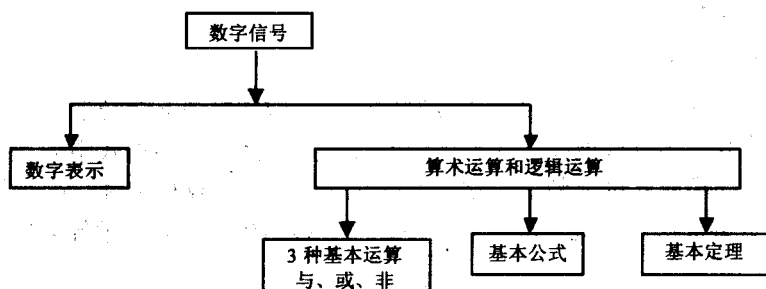 数字信号
数字表示
算术运算和逻辑运算
3 种基本运算
与、或、非
基本公式
基本定理